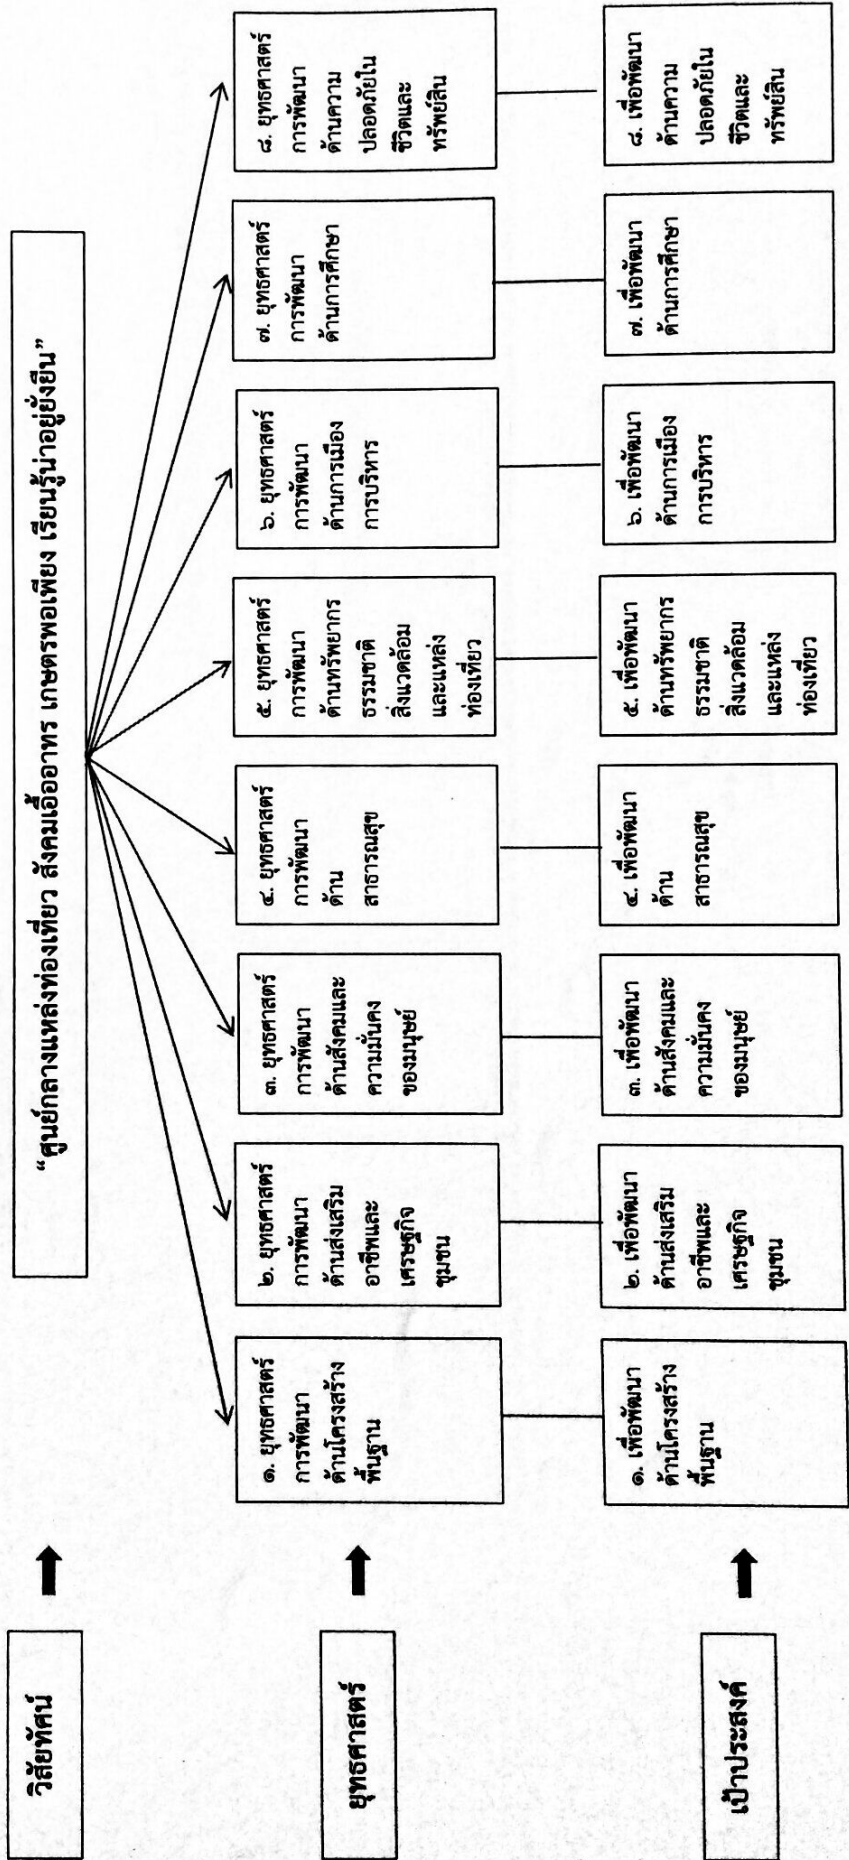 วิสัยทัศน์
“ศูนย์กลางแหล่งท่องเที่ยว สังคมเอื้ออาทร เกษตรพอเพียง เรียนรู้น่าอยู่ยั่งยืน”
ยุทธศาสตร์
๑. ยุทธศาสตร์
การพัฒนา
ด้านโครงสร้าง
พื้นฐาน
๒. ยุทธศาสตร์
การพัฒนา
ด้านส่งเสริม
อาชีพและ
เศรษฐกิจ
ชุมชน
๓. ยุทธศาสตร์
การพัฒนา
ด้านสังคมและ
ความมั่นคง
ของมนุษย์
๔. ยุทธศาสตร์
การพัฒนา
ด้าน
สาธารณสุข
๕. ยุทธศาสตร์
การพัฒนา
ด้านทรัพยากร
ธรรมชาติ
สิ่งแวดล้อม
และแหล่ง
ท่องเที่ยว
๖. ยุทธศาสตร์
การพัฒนา
ด้านการเมือง
การบริหาร
๗. ยุทธศาสตร์
การพัฒนา
ด้านการศึกษา
๘. ยุทธศาสตร์
การพัฒนา
ด้านความ
ปลอดภัยใน
ชีวิตและ
ทรัพย์สิน
เป้าประสงค์
๑. เพื่อพัฒนา
ด้านโครงสร้าง
พื้นฐาน
๒. เพื่อพัฒนา
ด้านส่งเสริม
อาชีพและ
เศรษฐกิจ
ชุมชน
๓. เพื่อพัฒนา
ด้านสังคมและ
ความมั่นคง
ของมนุษย์
๔. เพื่อพัฒนา
ด้าน
สาธารณสุข
๕. เพื่อพัฒนา
ด้านทรัพยากร
ธรรมชาติ
สิ่งแวดล้อม
และแหล่ง
ท่องเที่ยว
๖. เพื่อพัฒนา
ด้านการเมือง
การบริหาร
๗. เพื่อพัฒนา
ด้านการศึกษา
๘. เพื่อพัฒนา
ด้านความ
ปลอดภัยใน
ชีวิตและ
ทรัพย์สิน